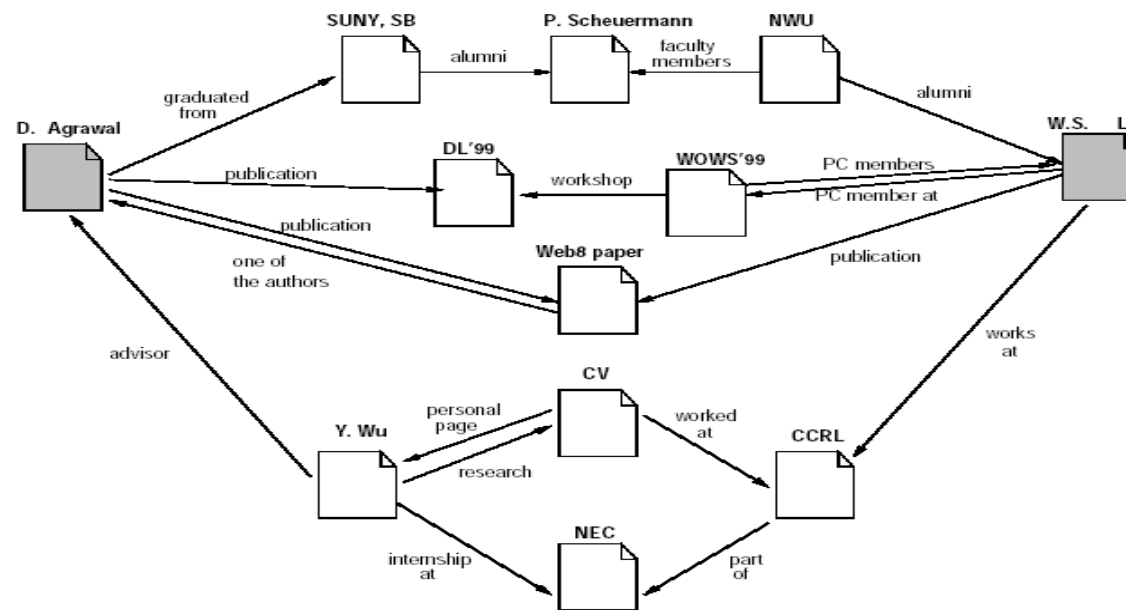 SUNY, SB
P. Scheuermann
NWU
alumni
faculty
members
graduated
from
alumni
D. Agrawal
W.S. L
DL'99
WOWS'99
PC members
publication
workshop
PC member at
publication
Web8 paper
publication
one of
the authors
advisor
works
at
CV
personal
page
worked
at
Y. Wu
CCRL
research
NEC
internship
at
part
of